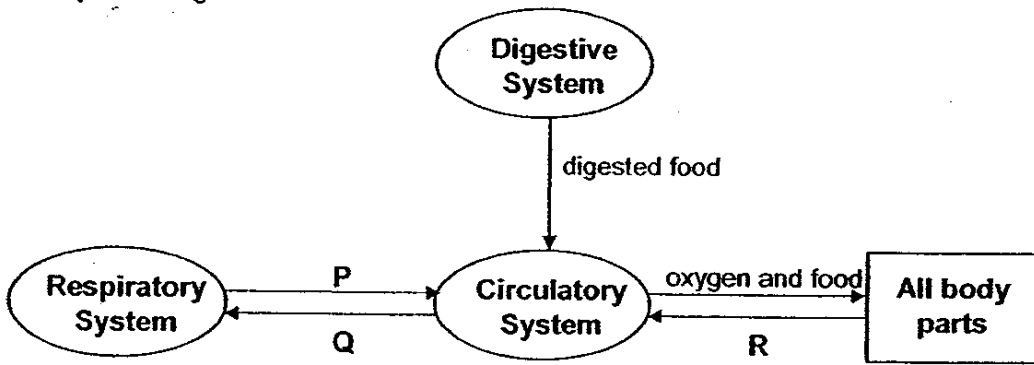 Digestive
System
digested food
Respiratory
System
P
Q
Circulatory
System
oxygen and food
R
All body
parts